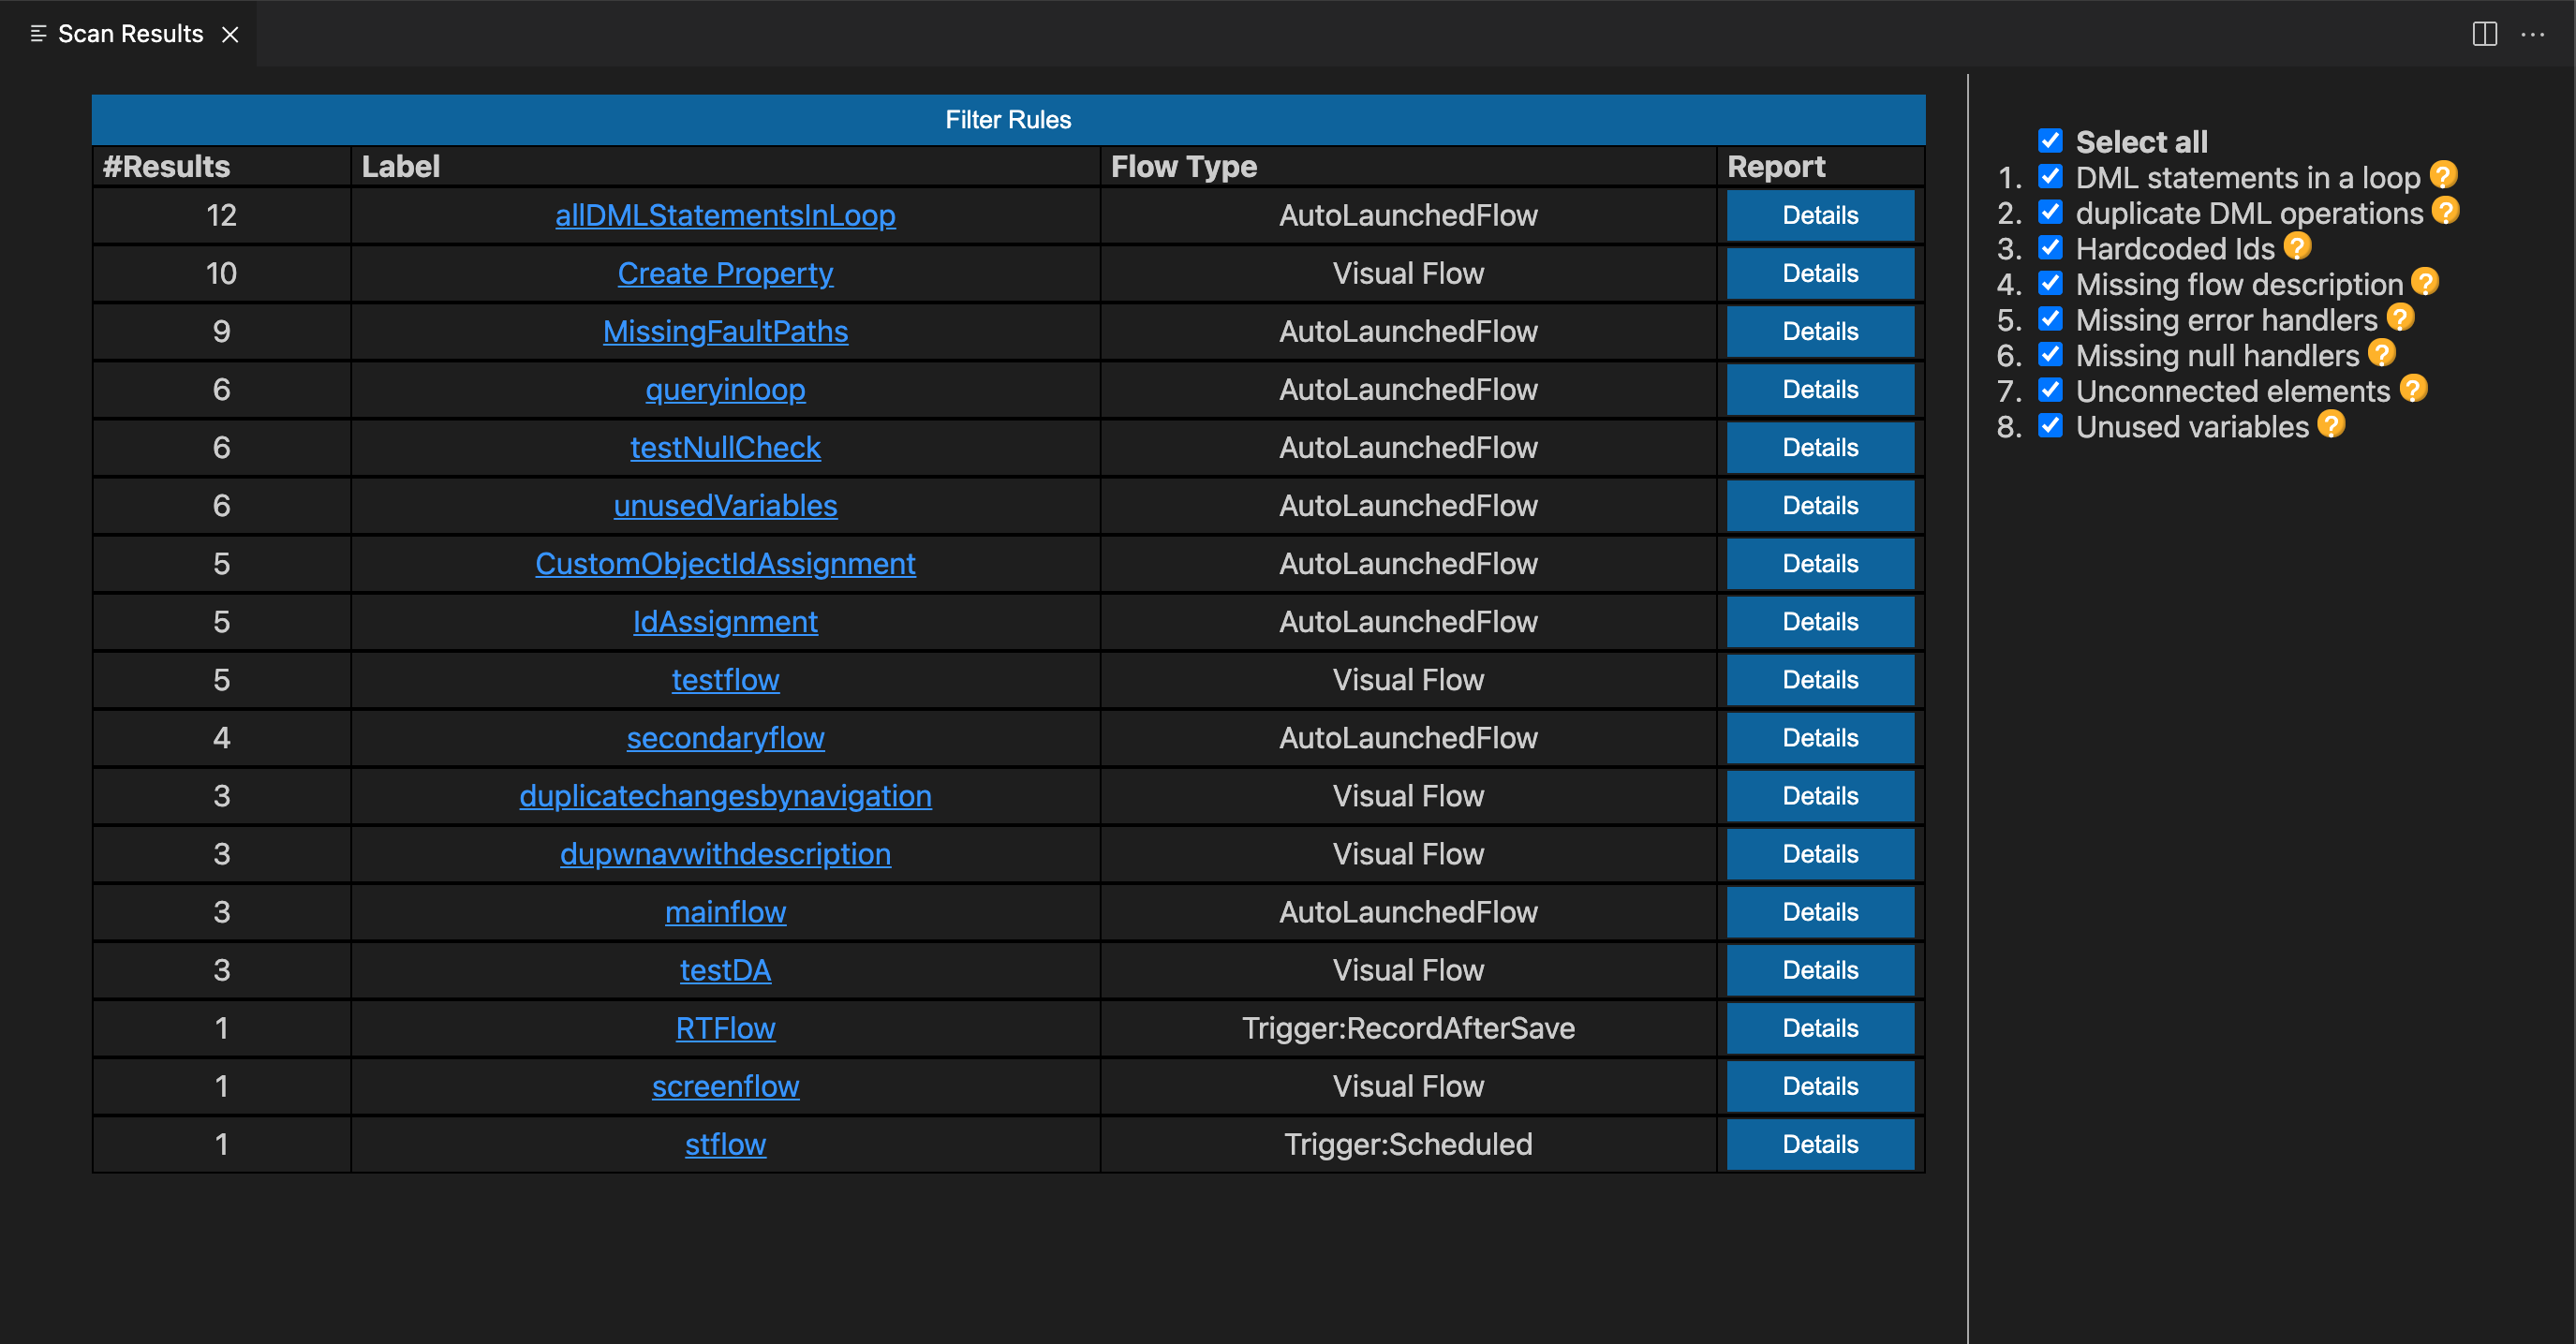 Scan Results
Filter Rules
#Results Label Flow Type Report
12 allDMLStatementsInLoop AutoLaunchedFlow Details
10 Create Property Visual Flow Details
9 MissingFaultPaths AutoLaunchedFlow Details
6 queryinloop AutoLaunchedFlow Details
6 testNullCheck AutoLaunchedFlow Details
6 unusedVariables AutoLaunchedFlow Details
5 CustomObjectIdAssignment AutoLaunchedFlow Details
5 IdAssignment AutoLaunchedFlow Details
5 testflow Visual Flow Details
4 secondaryflow AutoLaunchedFlow Details
3 duplicatechangesbynavigation Visual Flow Details
3 dupwnavwithdescription Visual Flow Details
3 mainflow AutoLaunchedFlow Details
3 testDA Visual Flow Details
1 RTFlow Trigger:RecordAfterSave Details
1 screenflow Visual Flow Details
1 stflow Trigger:Scheduled Details
Select all
1. DML statements in a loop ?
2. duplicate DML operations ?
3. Hardcoded Ids ?
4. Missing flow description ?
5. Missing error handlers ?
6. Missing null handlers ?
7. Unconnected elements ?
8. Unused variables ?